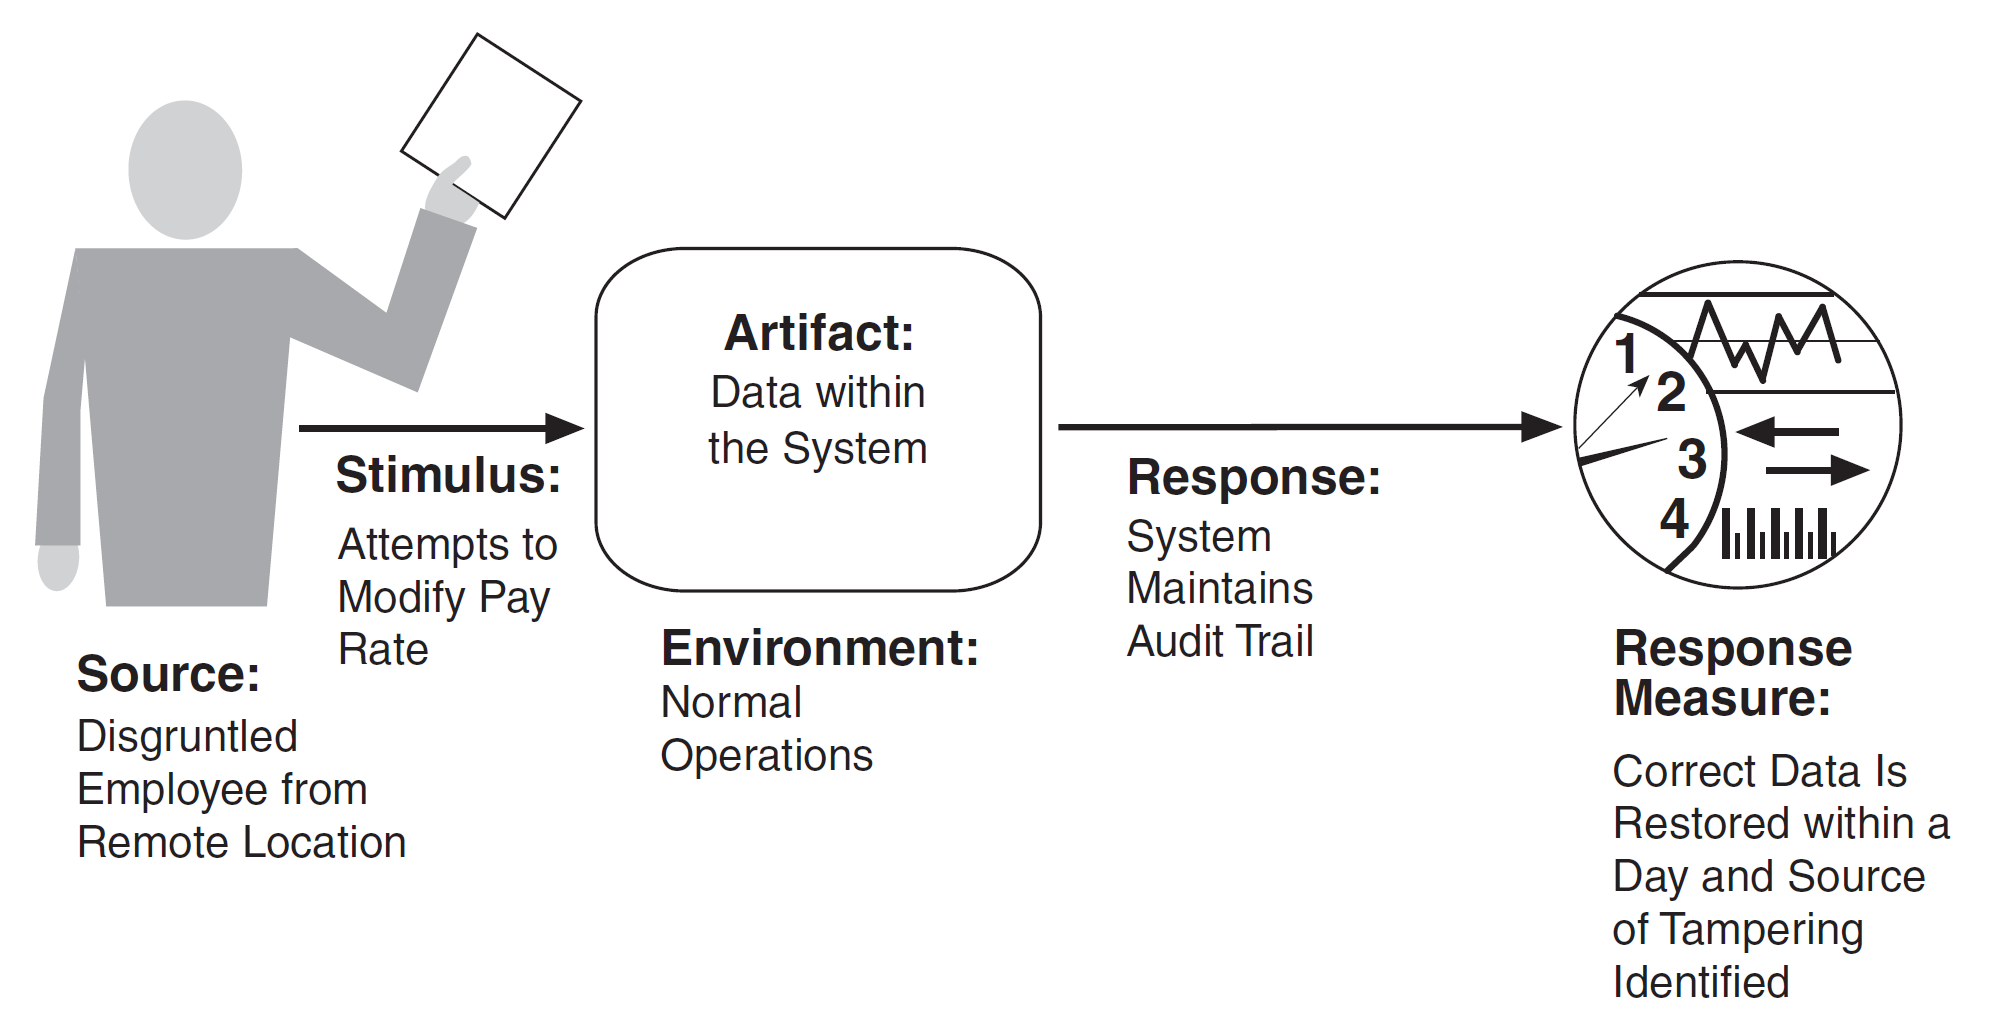 Source:
Disgruntled
Employee from
Remote Location
Stimulus:
Attempts to
Modify Pay
Rate
Artifact:
Data within
the System
Environment:
Normal
Operations
Response:
System
Maintains
Audit Trail
1
2
3
4
Response
Measure:
Correct Data Is
Restored within a
Day and Source
of Tampering
Identified